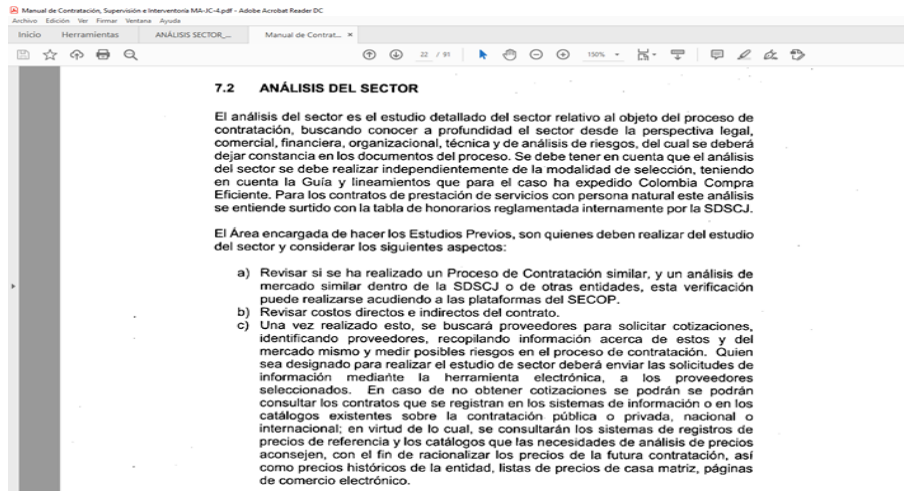 Manual de Contratación, Supervisión e Interventoria MA-JC-4.pdf - Adobe Acrobat Reader DC
Archivo Edición Ver Firmar Ventana Ayuda
Inicio Herramientas ANÁLISIS SECTOR_... Manual de Contrat... ×
22 / 91 150%
7.2 ANÁLISIS DEL SECTOR
El análisis del sector es el estudio detallado del sector relativo al objeto del proceso de
contratación, buscando conocer a profundidad el sector desde la perspectiva legal,
comercial, financiera, organizacional, técnica y de análisis de riesgos, del cual se deberá
dejar constancia en los documentos del proceso. Se debe tener en cuenta que el análisis
del sector se debe realizar independientemente de la modalidad de selección, teniendo
en cuenta la Guía y lineamientos que para el caso ha expedido Colombia Compra
Eficiente. Para los contratos de prestación de servicios con persona natural este análisis
se entiende surtido con la tabla de honorarios reglamentada internamente por la SDSCJ.
El Área encargada de hacer los Estudios Previos, son quienes deben realizar del estudio
del sector y considerar los siguientes aspectos:
a) Revisar si se ha realizado un Proceso de Contratación similar, y un análisis de
mercado similar dentro de la SDSCJ o de otras entidades, esta verificación
puede realizarse acudiendo a las plataformas del SECOP.
b) Revisar costos directos e indirectos del contrato.
c) Una vez realizado esto, se buscará proveedores para solicitar cotizaciones,
identificando proveedores, recopilando información acerca de estos y del
mercado mismo y medir posibles riesgos en el proceso de contratación. Quien
sea designado para realizar el estudio de sector deberá enviar las solicitudes de
información mediante la herramienta electrónica, a los proveedores
seleccionados. En caso de no obtener cotizaciones se podrán se podrán
consultar los contratos que se registran en los sistemas de información o en los
catálogos existentes sobre la contratación pública o privada, nacional o
internacional; en virtud de lo cual, se consultarán los sistemas de registros de
precios de referencia y los catálogos que las necesidades de análisis de precios
aconsejen, con el fin de racionalizar los precios de la futura contratación, así
como precios históricos de la entidad, listas de precios de casa matriz, páginas
de comercio electrónico.